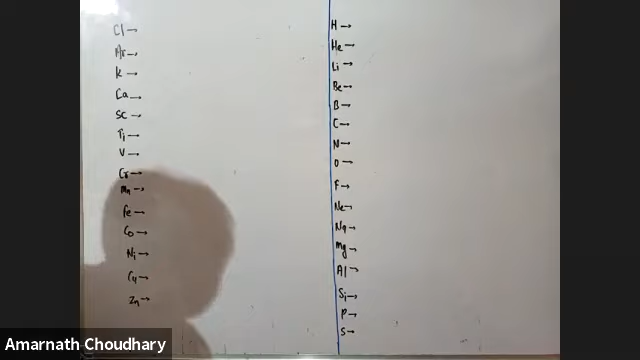 Cl →
Ar →
K →
Ca →
Sc →
Ti →
V →
Cr →
Mn →
Fe →
Co →
Ni →
Cu →
Zn →
H →
He →
Li →
Be →
B →
C →
N →
O →
F →
Ne →
Na →
Mg →
Al →
Si →
P →
S →
Amarnath Choudhary